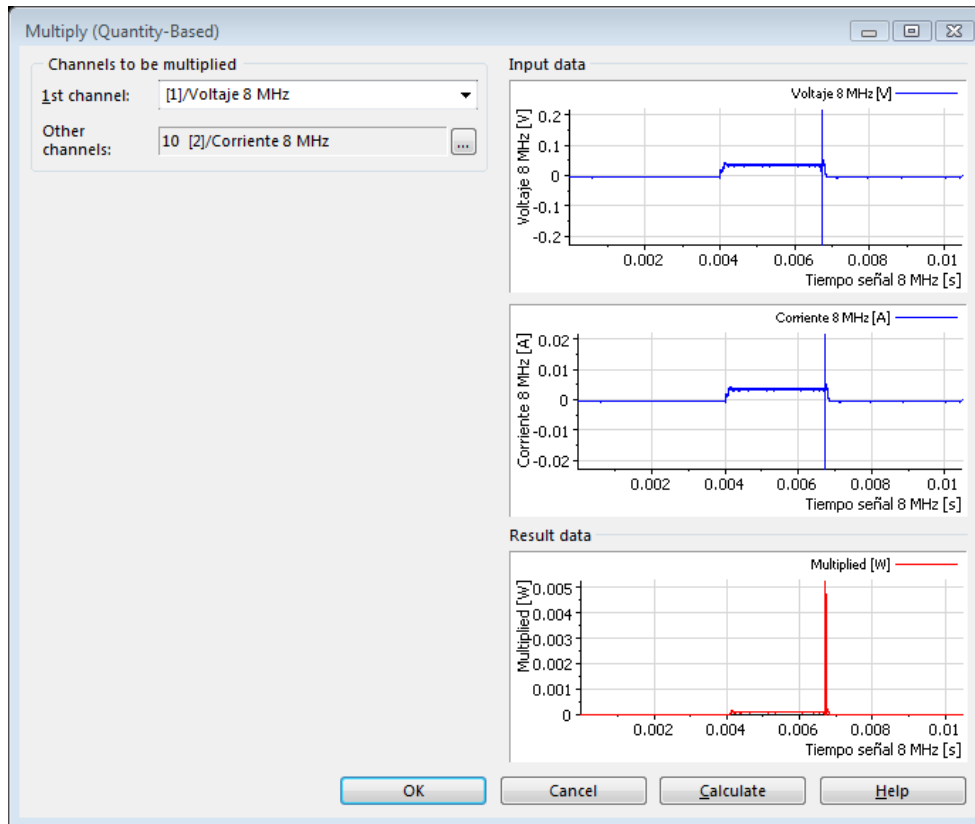 Multiply (Quantity-Based)
Channels to be multiplied
1st channel:
[1]/Voltaje 8 MHz
Other
channels:
10 [2]/Corriente 8 MHz
...
Input data
Voltaje 8 MHz [V]
Voltaje 8 MHz [V]
0.2
0.1
0
-0.1
-0.2
0.002 0.004 0.006 0.008 0.01
Tiempo señal 8 MHz [s]
Corriente 8 MHz [A]
Corriente 8 MHz [A]
0.02
0.01
0
-0.01
-0.02
0.002 0.004 0.006 0.008 0.01
Tiempo señal 8 MHz [s]
Result data
Multiplied [W]
Multiplied [W]
0.005
0.004
0.003
0.002
0.001
0
0.002 0.004 0.006 0.008 0.01
Tiempo señal 8 MHz [s]
OK Cancel Calculate Help